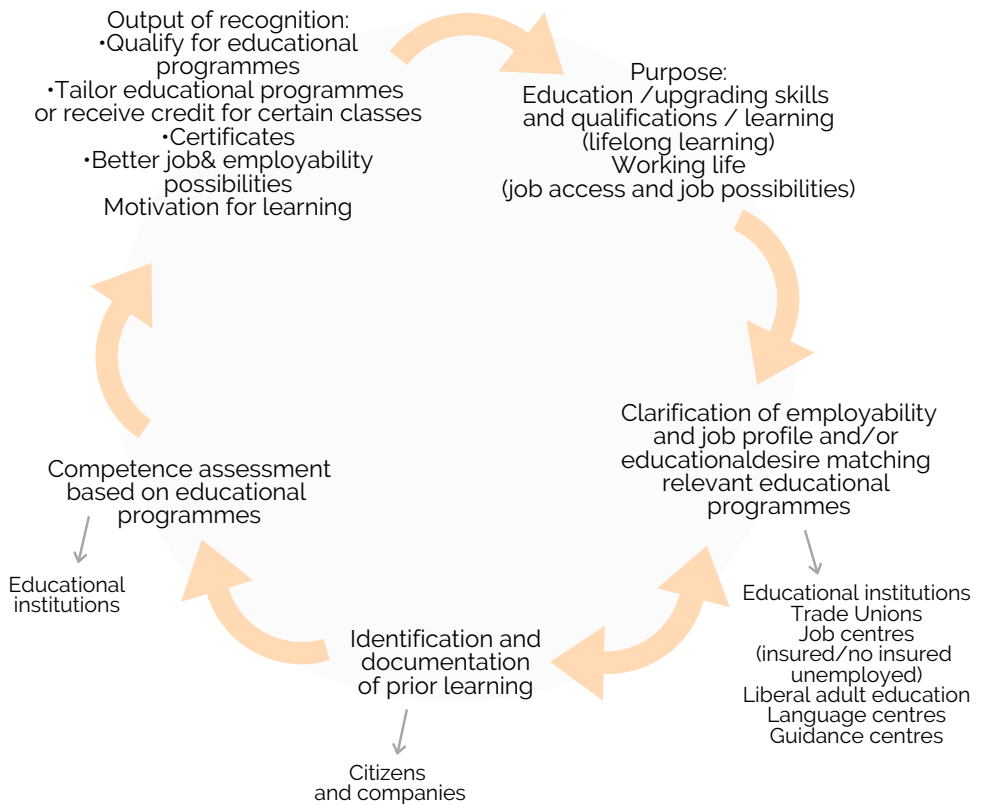 Output of recognition:
•Qualify for educational
programmes
•Tailor educational programmes
or receive credit for certain classes
•Certificates
•Better job& employability
possibilities
Motivation for learning
Purpose:
Education /upgrading skills
and qualifications / learning
(lifelong learning)
Working life
(job access and job possibilities)
Clarification of employability
and job profile and/or
educationaldesire matching
relevant educational
programmes
Educational institutions
Trade Unions
Job centres
(insured/no insured
unemployed)
Liberal adult education
Language centres
Guidance centres
Identification and
documentation
of prior learning
Citizens
and companies
Competence assessment
based on educational
programmes
Educational
institutions